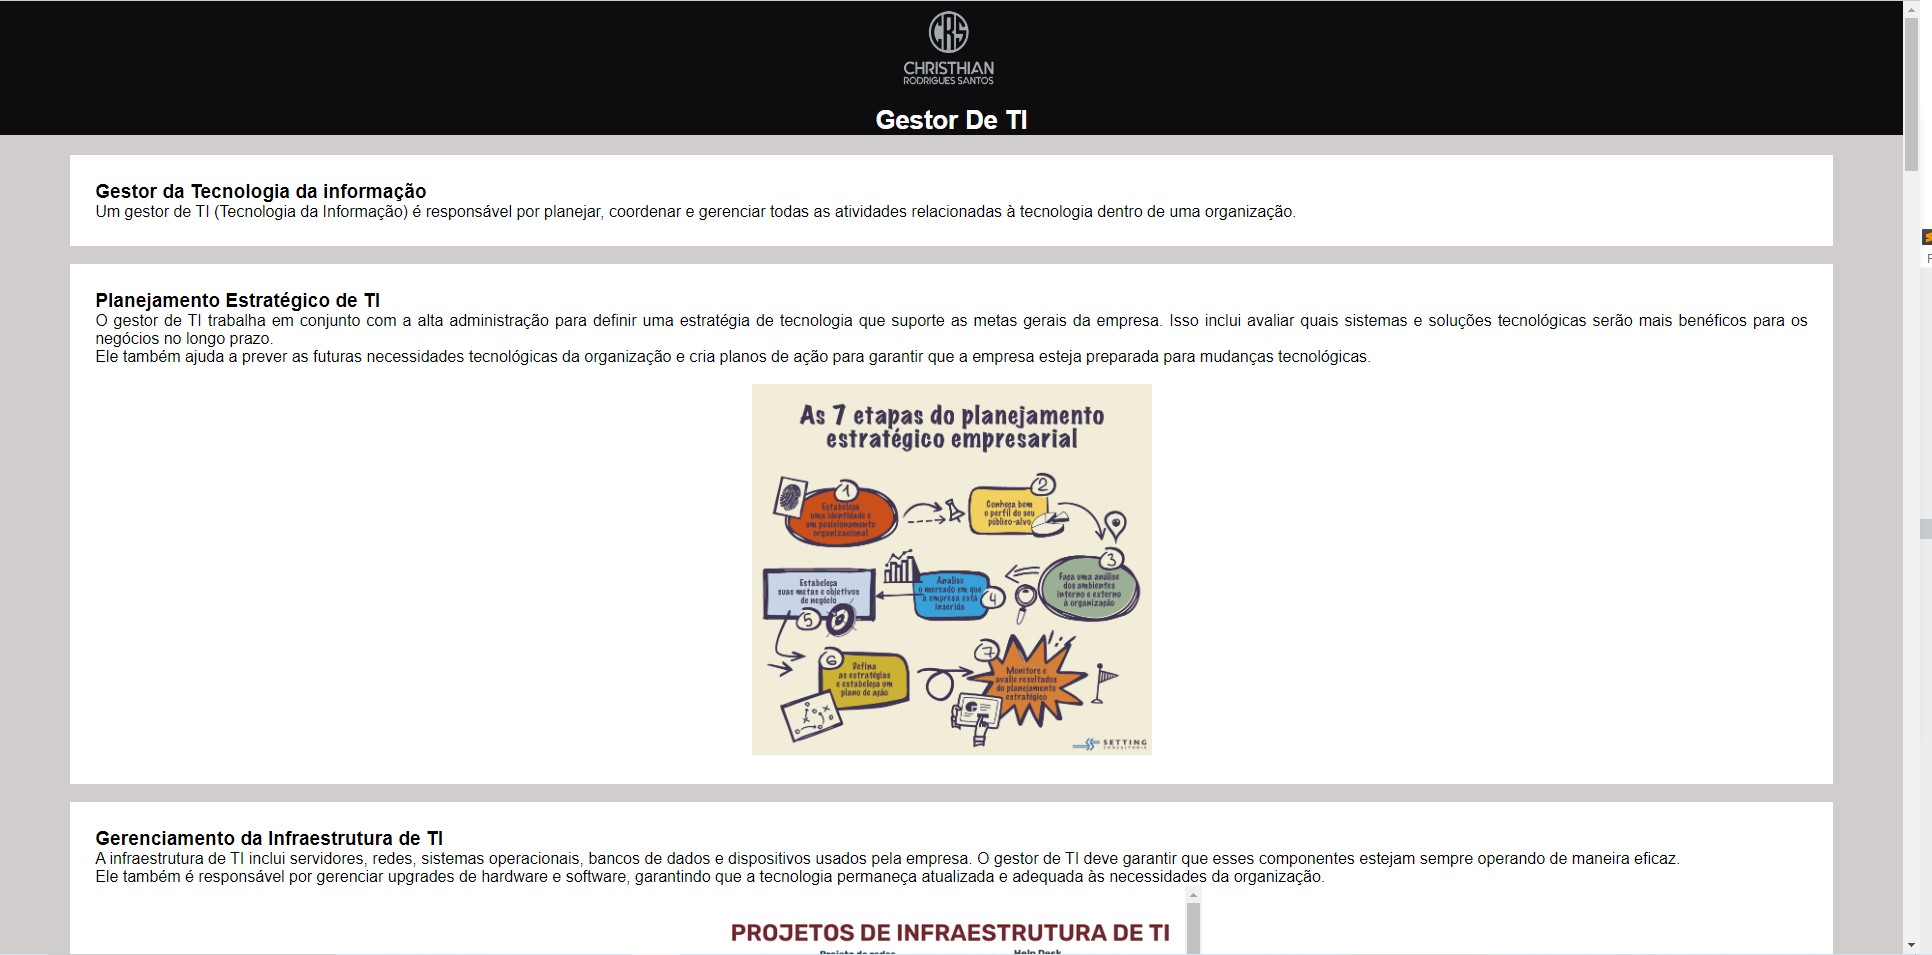 CRS
CHRISTHIAN
RODRIGUES SANTOS
Gestor De TI
Gestor da Tecnologia da informação
Um gestor de TI (Tecnologia da Informação) é responsável por planejar, coordenar e gerenciar todas as atividades relacionadas à tecnologia dentro de uma organização.
Planejamento Estratégico de TI
O gestor de TI trabalha em conjunto com a alta administração para definir uma estratégia de tecnologia que suporte as metas gerais da empresa. Isso inclui avaliar quais sistemas e soluções tecnológicas serão mais benéficos para os
negócios no longo prazo.
Ele também ajuda a prever as futuras necessidades tecnológicas da organização e cria planos de ação para garantir que a empresa esteja preparada para mudanças tecnológicas.
As 7 etapas do planejamento
estratégico empresarial
1
Estabeleça
uma identidade e
um posicionamento
organizacional
2
Conheça bem
o perfil do seu
público-alvo
3
Faça uma análise
dos ambientes
interno e externo
à organização
4
Analise
o mercado em que
a empresa está
inserida
5
Estabeleça
suas metas e objetivos
de negócio
6
Defina
as estratégias
e estabeleça um
plano de ação
7
Monitore e
avalie resultados
do planejamento
estratégico
SETTING
CONSULTORIA
Gerenciamento da Infraestrutura de TI
A infraestrutura de TI inclui servidores, redes, sistemas operacionais, bancos de dados e dispositivos usados pela empresa. O gestor de TI deve garantir que esses componentes estejam sempre operando de maneira eficaz.
Ele também é responsável por gerenciar upgrades de hardware e software, garantindo que a tecnologia permaneça atualizada e adequada às necessidades da organização.
PROJETOS DE INFRAESTRUTURA DE TI
Projeto de redes
Help Desk